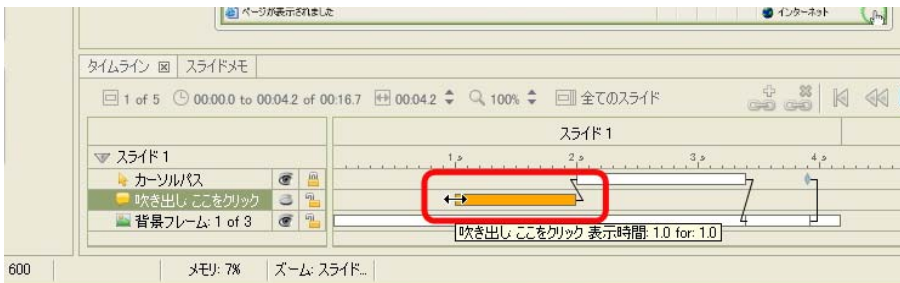 ページが表示されました インターネット
タイムライン スライドメモ
1 of 5 00:00.0 to 00:04.2 of 00:16.7 00:04.2 100% 全てのスライド
スライド 1
スライド 1 1 s 2 s 3 s 4 s
カーソルパス
吹き出し ここをクリック
背景フレーム: 1 of 3
吹き出し ここをクリック 表示時間: 1.0 for: 1.0
600 メモリ: 7% ズーム: スライド...